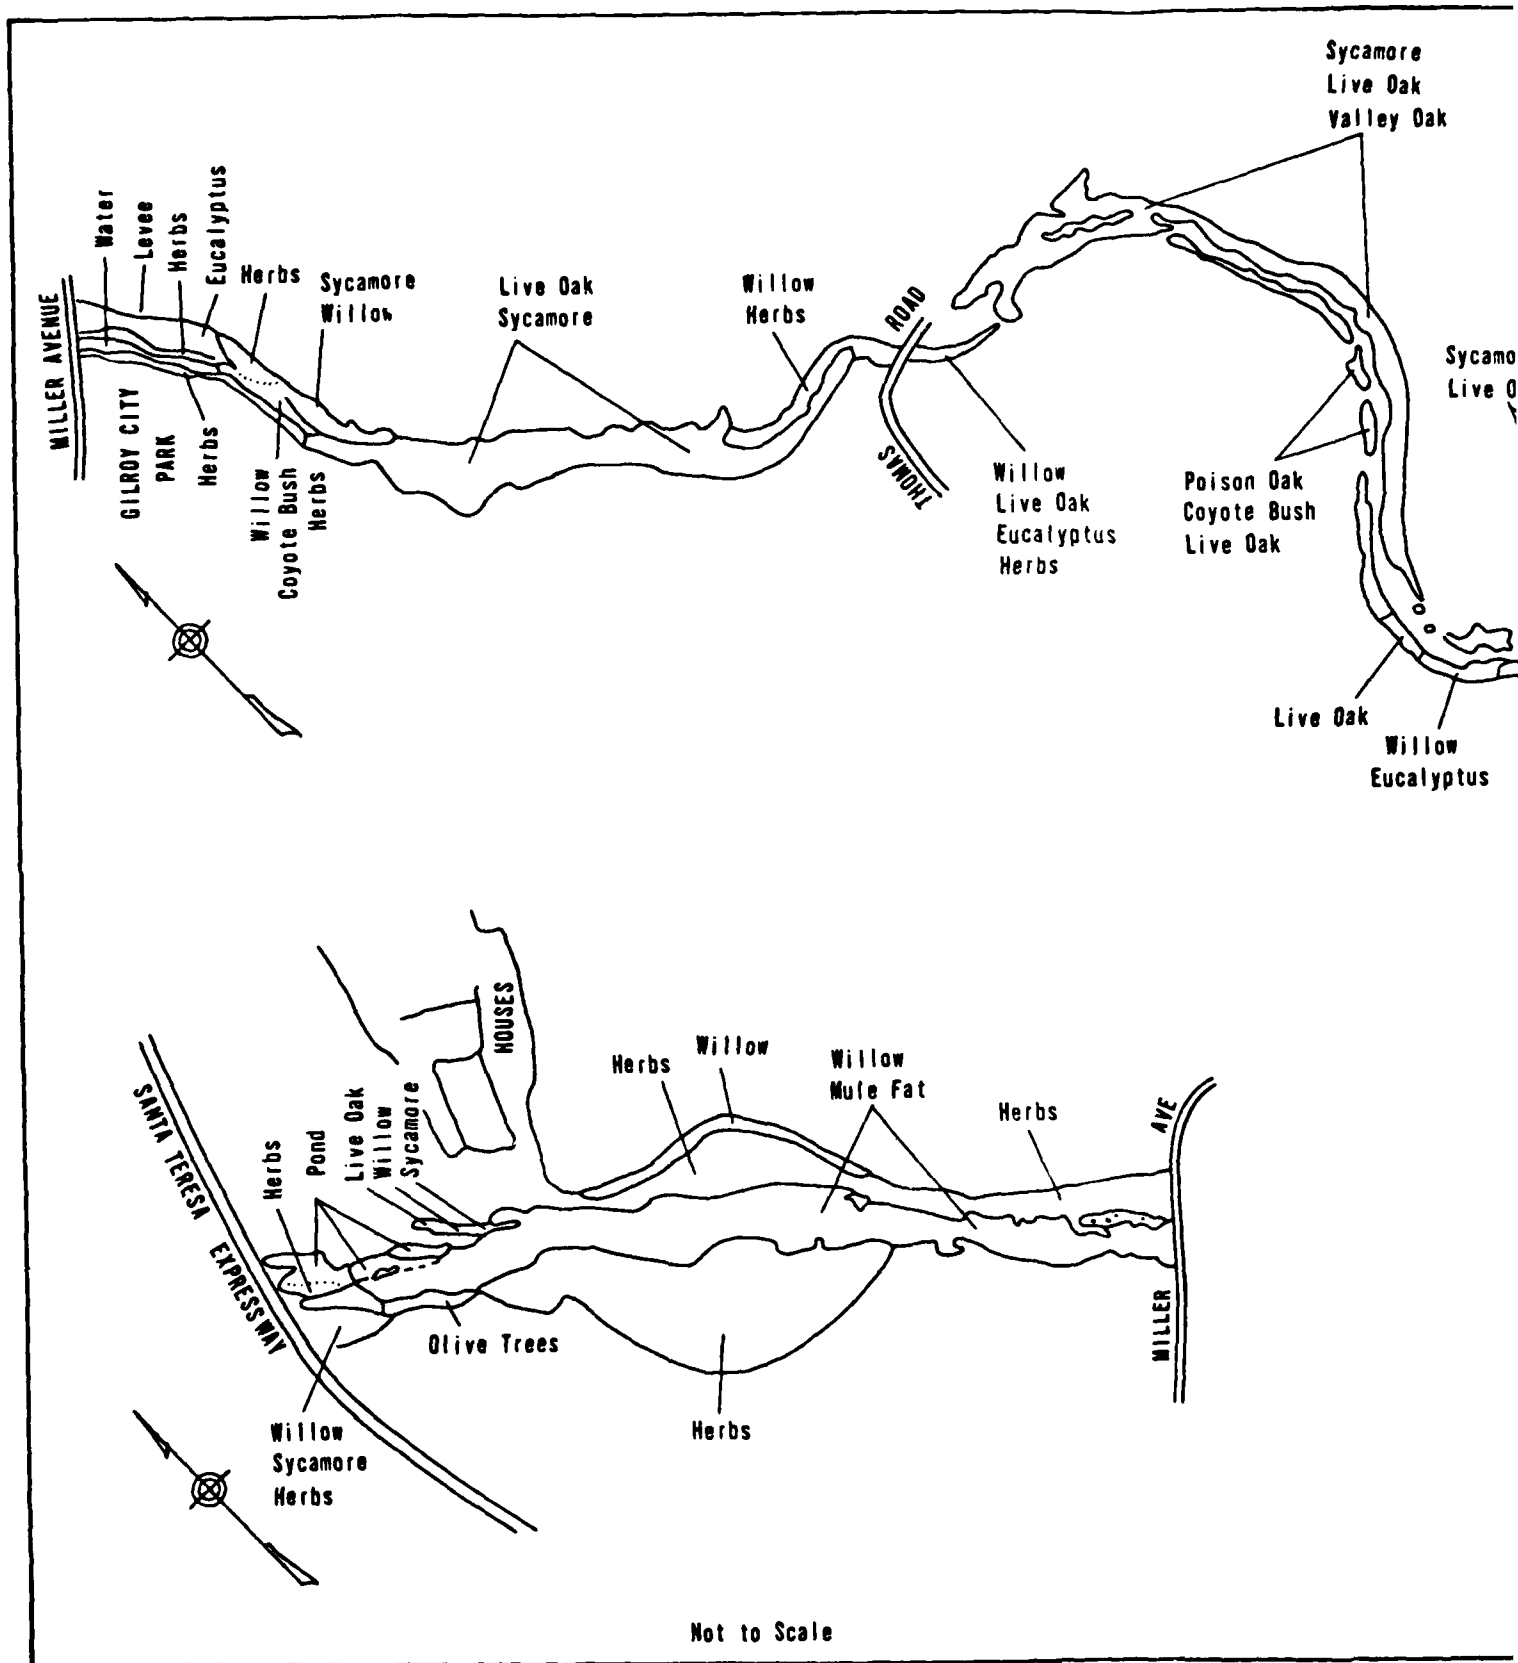 Sycamore
Live Oak
Valley Oak
Water
Levee
Herbs
Eucalyptus
Herbs
Sycamore
Willow
Live Oak
Sycamore
Willow
Herbs
MILLER AVENUE
GILROY CITY
PARK
Herbs
Willow
Coyote Bush
Herbs
THOMAS ROAD
Willow
Live Oak
Eucalyptus
Herbs
Sycamo
Live O
Poison Oak
Coyote Bush
Live Oak
Live Oak
Willow
Eucalyptus
HOUSES
SANTA TERESA EXPRESSWAY
Herbs
Pond
Live Oak
Willow
Sycamore
Herbs
Willow
Willow
Mule Fat
Herbs
MILLER AVE
Olive Trees
Willow
Sycamore
Herbs
Herbs
Not to Scale